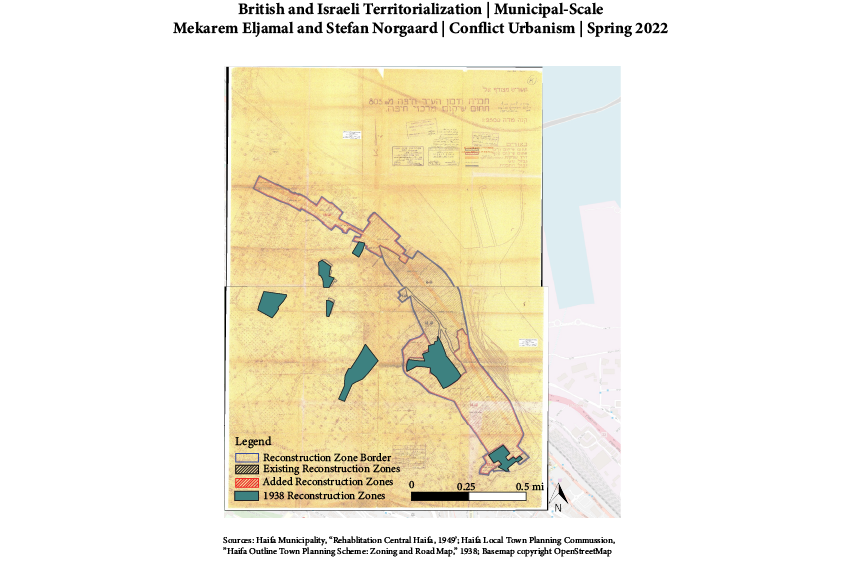 British and Israeli Territorialization | Municipal-Scale
Mekarem Eljamal and Stefan Norgaard | Conflict Urbanism | Spring 2022
Legend
Reconstruction Zone Border
Existing Reconstruction Zones
Added Reconstruction Zones
1938 Reconstruction Zones
0 0.25 0.5 mi
N
Sources: Haifa Municipality, "Rehablitation Central Haifa, 1949'; Haifa Local Town Planning Commussion,
"Haifa Outline Town Planning Scheme: Zoning and Road Map," 1938; Basemap copyright OpenStreetMap